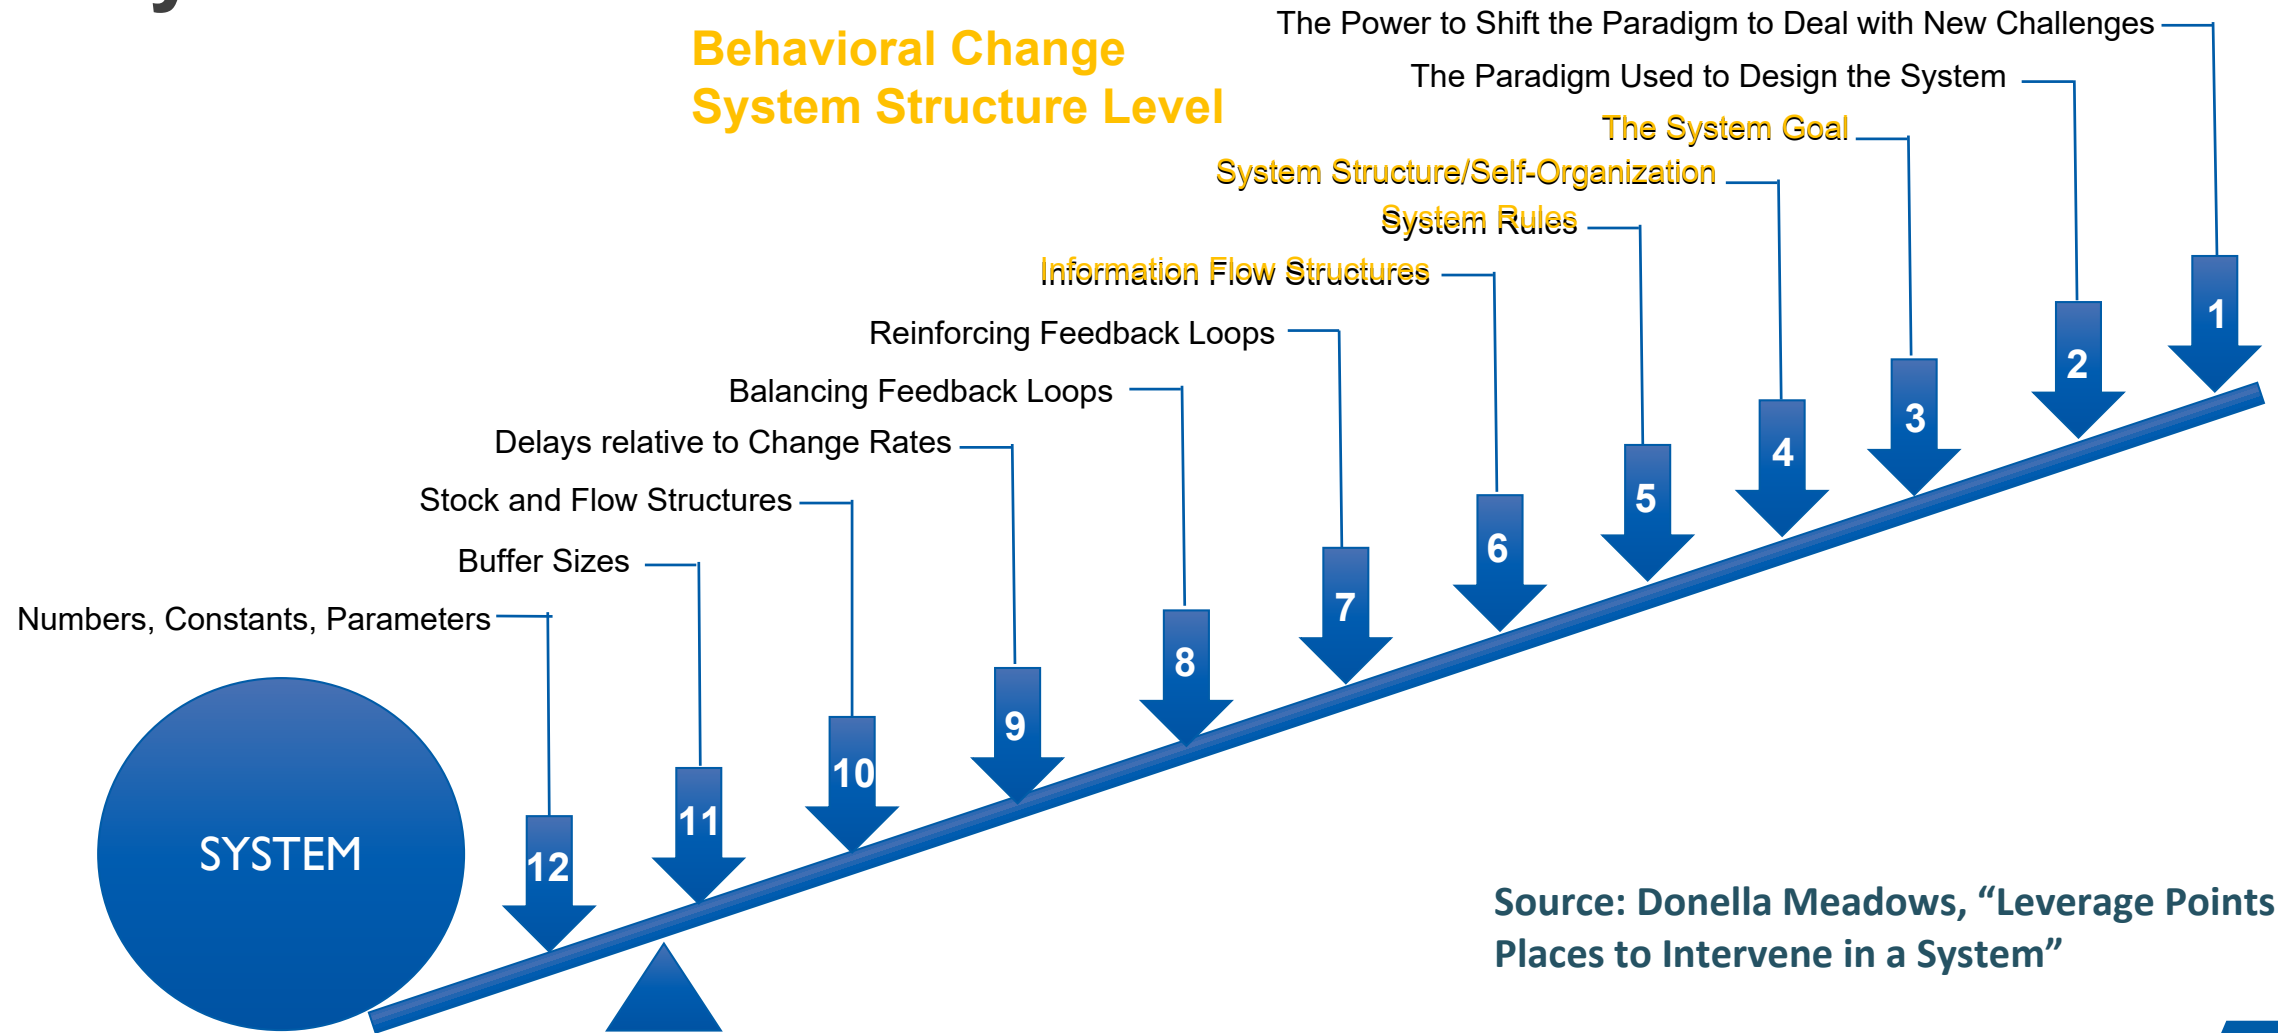 Behavioral Change
System Structure Level
The Power to Shift the Paradigm to Deal with New Challenges
The Paradigm Used to Design the System
The System Goal
System Structure/Self-Organization
System Rules
Information Flow Structures
Reinforcing Feedback Loops
Balancing Feedback Loops
Delays relative to Change Rates
Stock and Flow Structures
Buffer Sizes
Numbers, Constants, Parameters
1
2
3
4
5
6
7
8
9
10
11
12
SYSTEM
Source: Donella Meadows, “Leverage Points
Places to Intervene in a System”